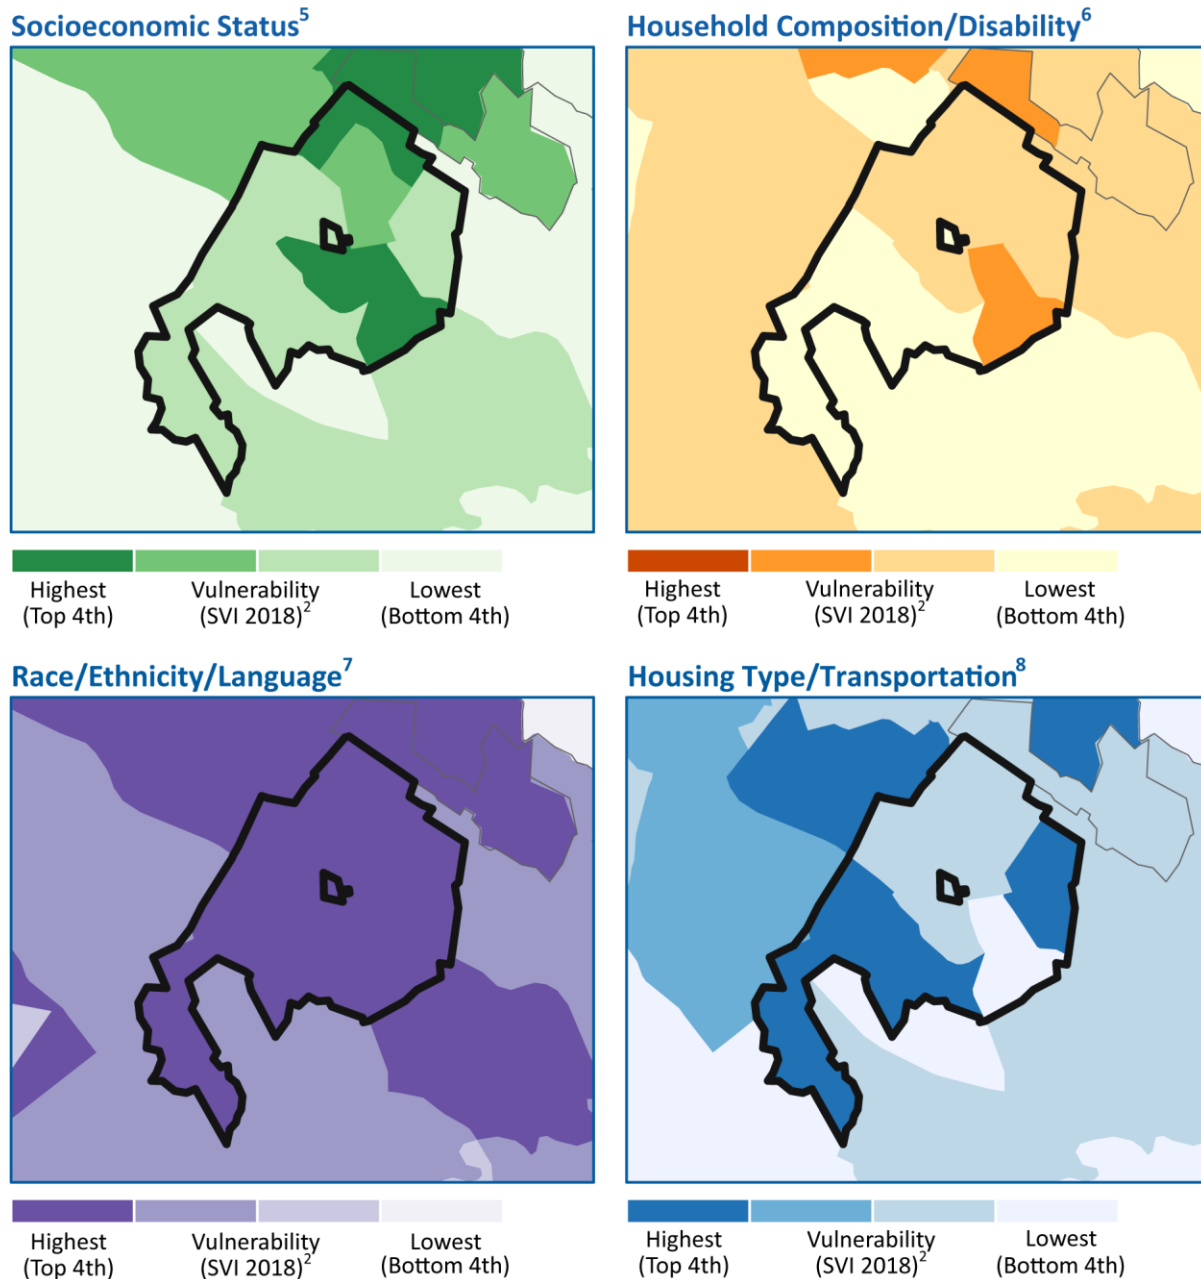 Socioeconomic Status5
Household Composition/Disability6
Highest
(Top 4th)
Vulnerability
(SVI 2018)2
Lowest
(Bottom 4th)
Highest
(Top 4th)
Vulnerability
(SVI 2018)2
Lowest
(Bottom 4th)
Race/Ethnicity/Language7
Housing Type/Transportation8
Highest
(Top 4th)
Vulnerability
(SVI 2018)2
Lowest
(Bottom 4th)
Highest
(Top 4th)
Vulnerability
(SVI 2018)2
Lowest
(Bottom 4th)